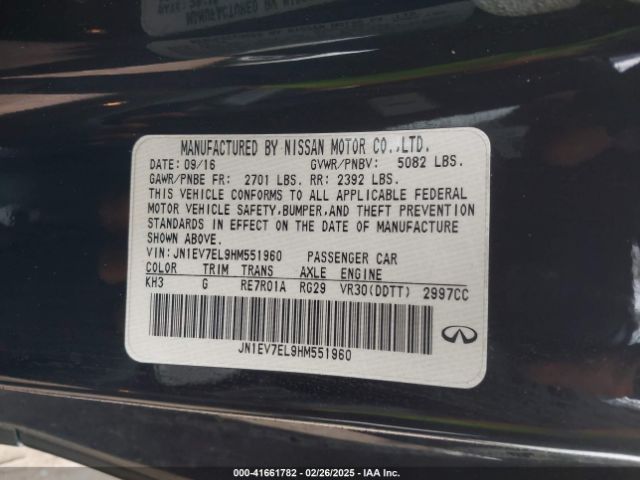 MANUFACTURED BY NISSAN MOTOR CO.,LTD.
DATE: 09/16 GVWR/PNBV: 5082 LBS.
GAWR/PNBE FR: 2701 LBS. RR: 2392 LBS.
THIS VEHICLE CONFORMS TO ALL APPLICABLE FEDERAL
MOTOR VEHICLE SAFETY, BUMPER, AND THEFT PREVENTION
STANDARDS IN EFFECT ON THE DATE OF MANUFACTURE
SHOWN ABOVE.
VIN: JN1EV7EL9HM551960 PASSENGER CAR
COLOR TRIM TRANS AXLE ENGINE
KH3 G RE7R01A RG29 VR30(DDTT) 2997CC
JN1EV7EL9HM551960
INFINITI
000-41661782 - 02/26/2025 - IAA Inc.